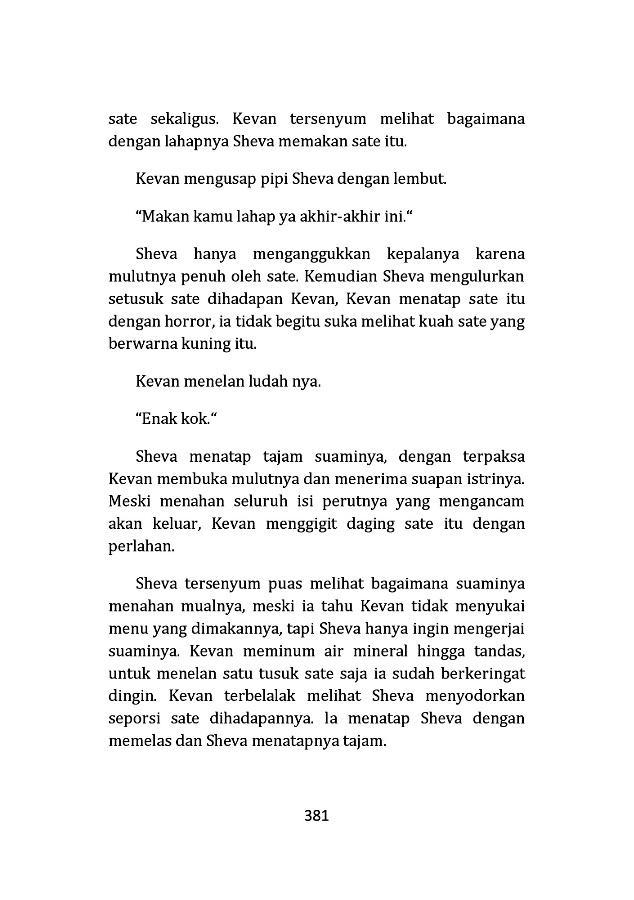 sate sekaligus. Kevan tersenyum melihat bagaimana
dengan lahapnya Sheva memakan sate itu.
Kevan mengusap pipi Sheva dengan lembut.
“Makan kamu lahap ya akhir-akhir ini.“
Sheva hanya menganggukkan kepalanya karena
mulutnya penuh oleh sate. Kemudian Sheva mengulurkan
setusuk sate dihadapan Kevan, Kevan menatap sate itu
dengan horror, ia tidak begitu suka melihat kuah sate yang
berwarna kuning itu.
Kevan menelan ludah nya.
“Enak kok.“
Sheva menatap tajam suaminya, dengan terpaksa
Kevan membuka mulutnya dan menerima suapan istrinya.
Meski menahan seluruh isi perutnya yang mengancam
akan keluar, Kevan menggigit daging sate itu dengan
perlahan.
Sheva tersenyum puas melihat bagaimana suaminya
menahan mualnya, meski ia tahu Kevan tidak menyukai
menu yang dimakannya, tapi Sheva hanya ingin mengerjai
suaminya. Kevan meminum air mineral hingga tandas,
untuk menelan satu tusuk sate saja ia sudah berkeringat
dingin. Kevan terbelalak melihat Sheva menyodorkan
seporsi sate dihadapannya. Ia menatap Sheva dengan
memelas dan Sheva menatapnya tajam.
381